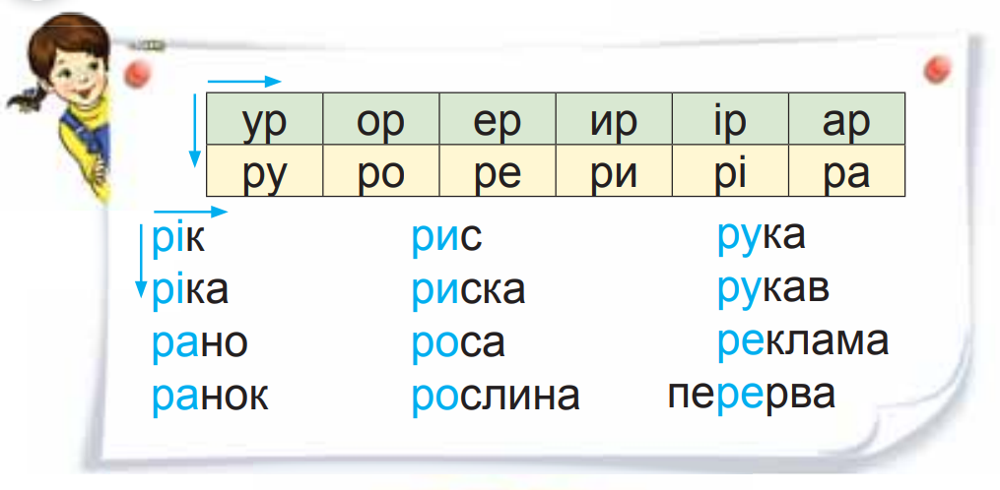 ур ор ер ир ір ар
ру ро ре ри рі ра
рік рис рука
ріка риска рукав
рано роса реклама
ранок рослина перерва